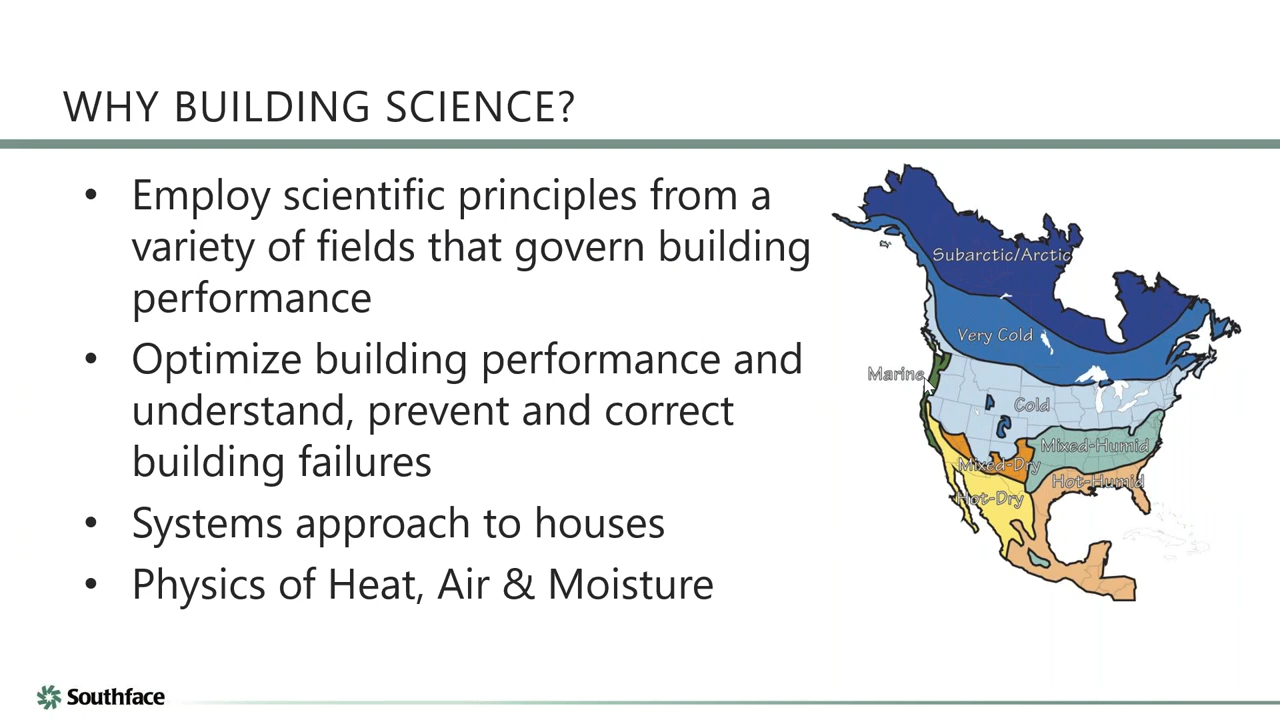 WHY BUILDING SCIENCE?
• Employ scientific principles from a
variety of fields that govern building
performance
• Optimize building performance and
understand, prevent and correct
building failures
• Systems approach to houses
• Physics of Heat, Air & Moisture
Subarctic/Arctic
Very Cold
Marine
Cold
Mixed-Humid
Mixed-Dry
Hot-Humid
Hot-Dry
Southface